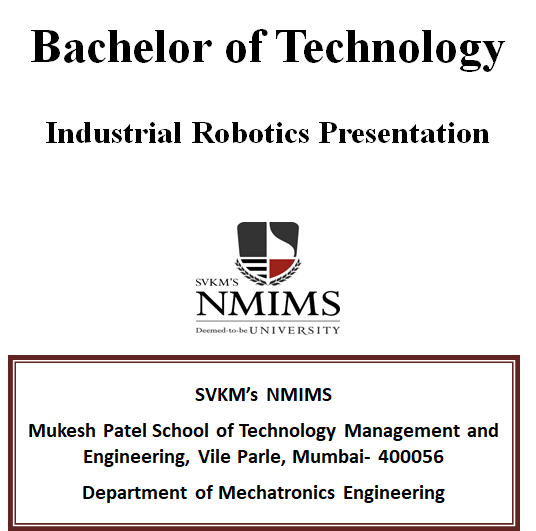 Bachelor of Technology
Industrial Robotics Presentation
SVKM'S
NMIMS
Deemed-to-be UNIVERSITY
SVKM’s NMIMS
Mukesh Patel School of Technology Management and
Engineering, Vile Parle, Mumbai- 400056
Department of Mechatronics Engineering